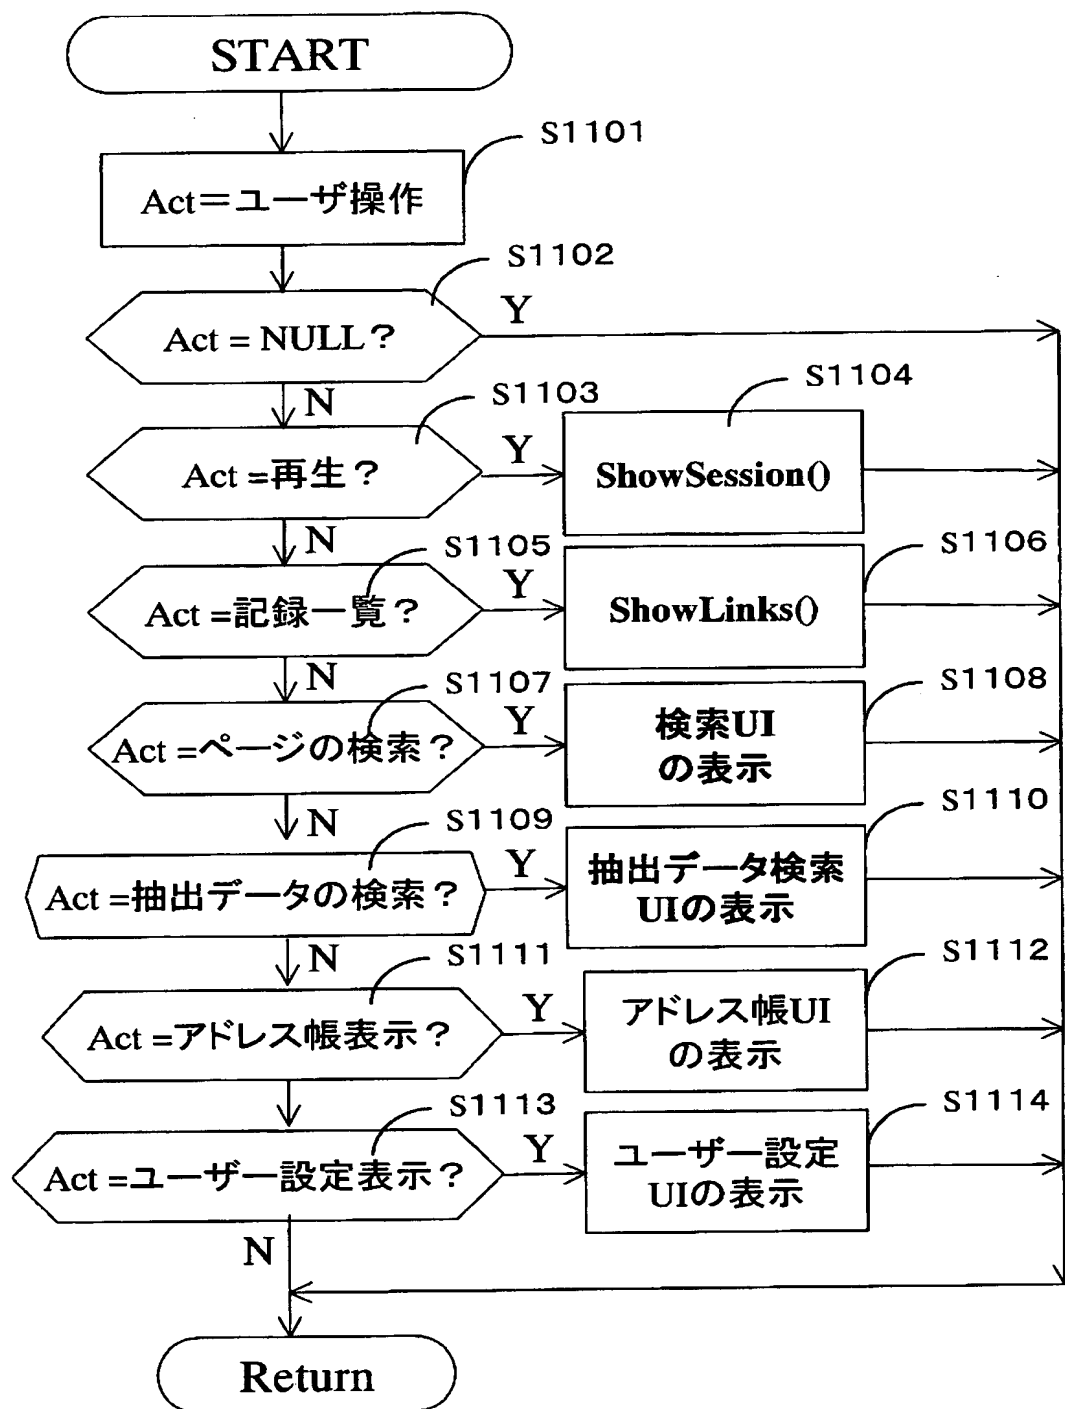 START
S1101
Act=ユーザ操作
S1102
Act = NULL?
Y
N
S1103
S1104
Act =再生?
Y
ShowSession()
N
S1105
S1106
Act =記録一覧?
Y
ShowLinks()
N
S1107
S1108
Act =ページの検索?
Y
検索UI
の表示
N
S1109
S1110
Act =抽出データの検索?
Y
抽出データ検索
UIの表示
N
S1111
S1112
Act =アドレス帳表示?
Y
アドレス帳UI
の表示
S1113
S1114
Act =ユーザー設定表示?
Y
ユーザー設定
UIの表示
N
Return